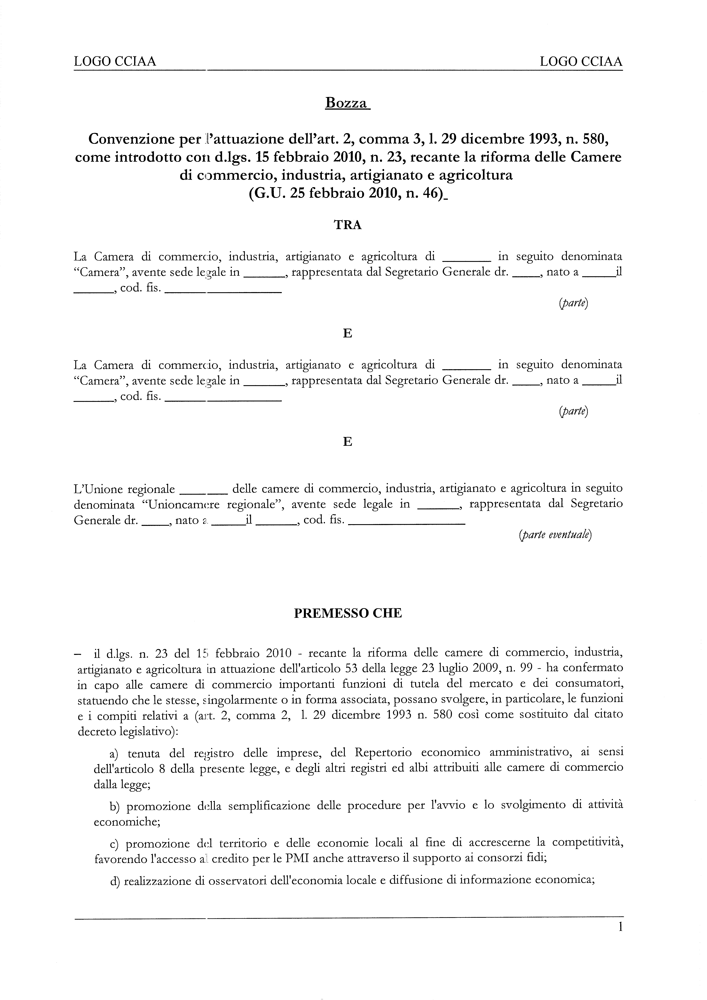 LOGO CCIAA LOGO CCIAA
Bozza
Convenzione per l’attuazione dell’art. 2, comma 3, l. 29 dicembre 1993, n. 580,
come introdotto con d.lgs. 15 febbraio 2010, n. 23, recante la riforma delle Camere
di commercio, industria, artigianato e agricoltura
(G.U. 25 febbraio 2010, n. 46)_
TRA
La Camera di commercio, industria, artigianato e agricoltura di _______ in seguito denominata
“Camera”, avente sede legale in ______, rappresentata dal Segretario Generale dr. ____, nato a _____il
______, cod. fis. _________________
(parte)
E
La Camera di commercio, industria, artigianato e agricoltura di _______ in seguito denominata
“Camera”, avente sede legale in ______, rappresentata dal Segretario Generale dr. ____, nato a _____il
______, cod. fis. _________________
(parte)
E
L’Unione regionale _______ delle camere di commercio, industria, artigianato e agricoltura in seguito
denominata “Unioncamere regionale”, avente sede legale in ______, rappresentata dal Segretario
Generale dr. ____, nato a _____il ______, cod. fis. _________________
(parte eventuale)
PREMESSO CHE
– il d.lgs. n. 23 del 15 febbraio 2010 - recante la riforma delle camere di commercio, industria,
artigianato e agricoltura in attuazione dell'articolo 53 della legge 23 luglio 2009, n. 99 - ha confermato
in capo alle camere di commercio importanti funzioni di tutela del mercato e dei consumatori,
statuendo che le stesse, singolarmente o in forma associata, possano svolgere, in particolare, le funzioni
e i compiti relativi a (art. 2, comma 2, l. 29 dicembre 1993 n. 580 così come sostituito dal citato
decreto legislativo):
a) tenuta del registro delle imprese, del Repertorio economico amministrativo, ai sensi
dell'articolo 8 della presente legge, e degli altri registri ed albi attribuiti alle camere di commercio
dalla legge;
b) promozione della semplificazione delle procedure per l'avvio e lo svolgimento di attività
economiche;
c) promozione del territorio e delle economie locali al fine di accrescerne la competitività,
favorendo l'accesso al credito per le PMI anche attraverso il supporto ai consorzi fidi;
d) realizzazione di osservatori dell'economia locale e diffusione di informazione economica;
1